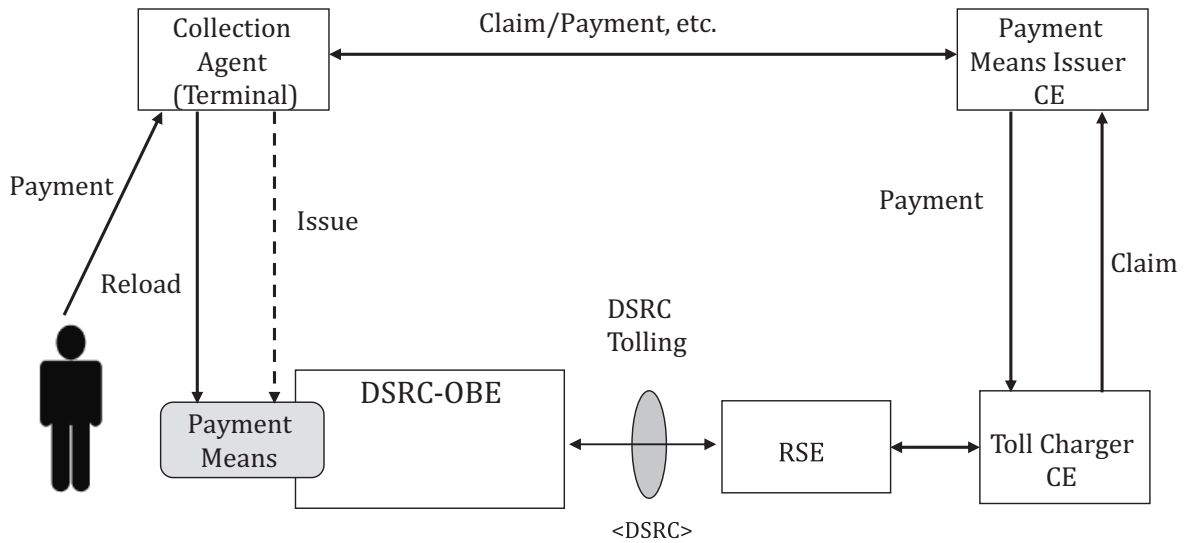 Collection
Agent
(Terminal)
Claim/Payment, etc.
Payment
Means Issuer
CE
Payment
Issue
Reload
Payment
Claim
DSRC
Tolling
DSRC-OBE
Payment
Means
RSE
Toll Charger
CE
<DSRC>